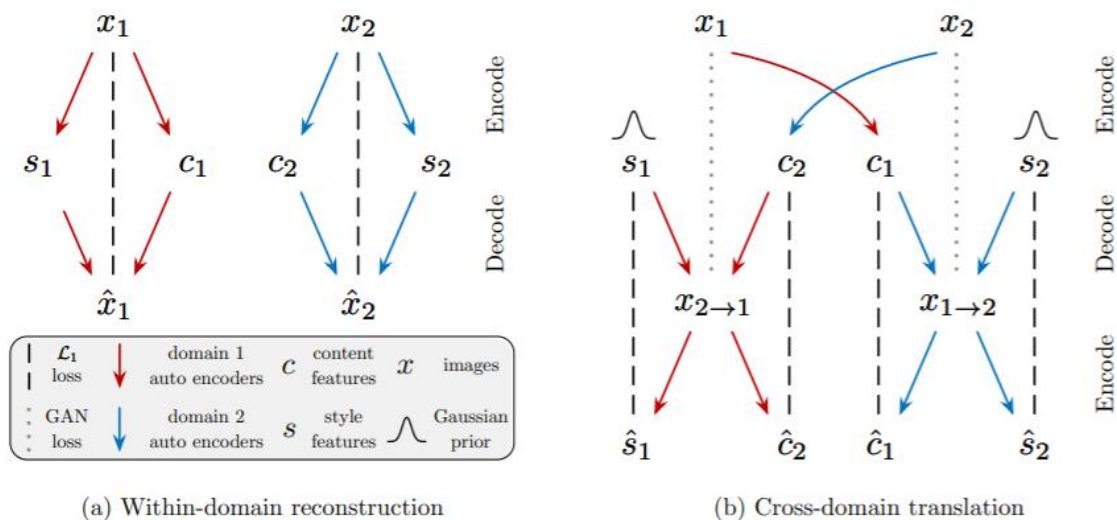 x₁ x₂ x₁ x₂
Encode
Encode
s₁ c₁ c₂ s₂ s₁ c₂ c₁ s₂
Decode
Decode
x̂₁ x̂₂
x₂→₁ x₁→₂
ℒ₁ loss
domain 1 auto encoders
c content features
x images
GAN loss
domain 2 auto encoders
s style features
Gaussian prior
Encode
ŝ₁ ĉ₂ ĉ₁ ŝ₂
(a) Within-domain reconstruction
(b) Cross-domain translation